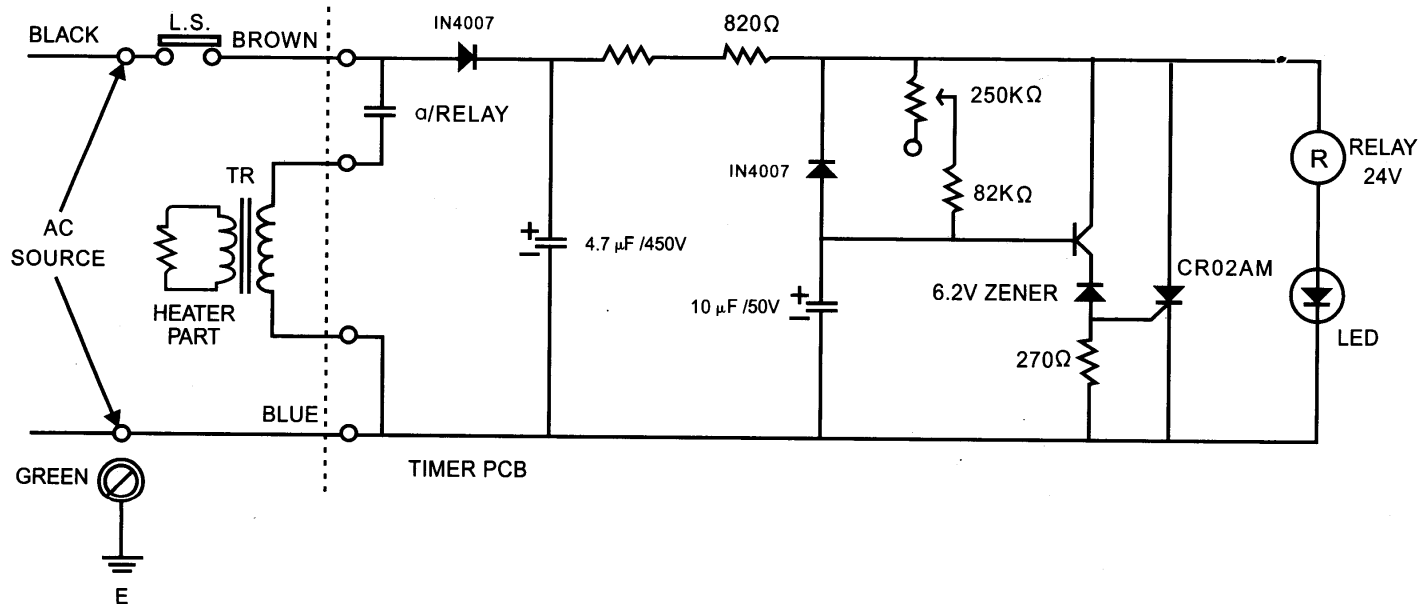 L.S.
BLACK
BROWN
IN4007
820Ω
a/RELAY
250KΩ
RELAY
24V
R
TR
IN4007
82KΩ
AC
SOURCE
4.7 µF /450V
CR02AM
HEATER
PART
10 µF /50V
6.2V ZENER
LED
270Ω
BLUE
GREEN
TIMER PCB
E